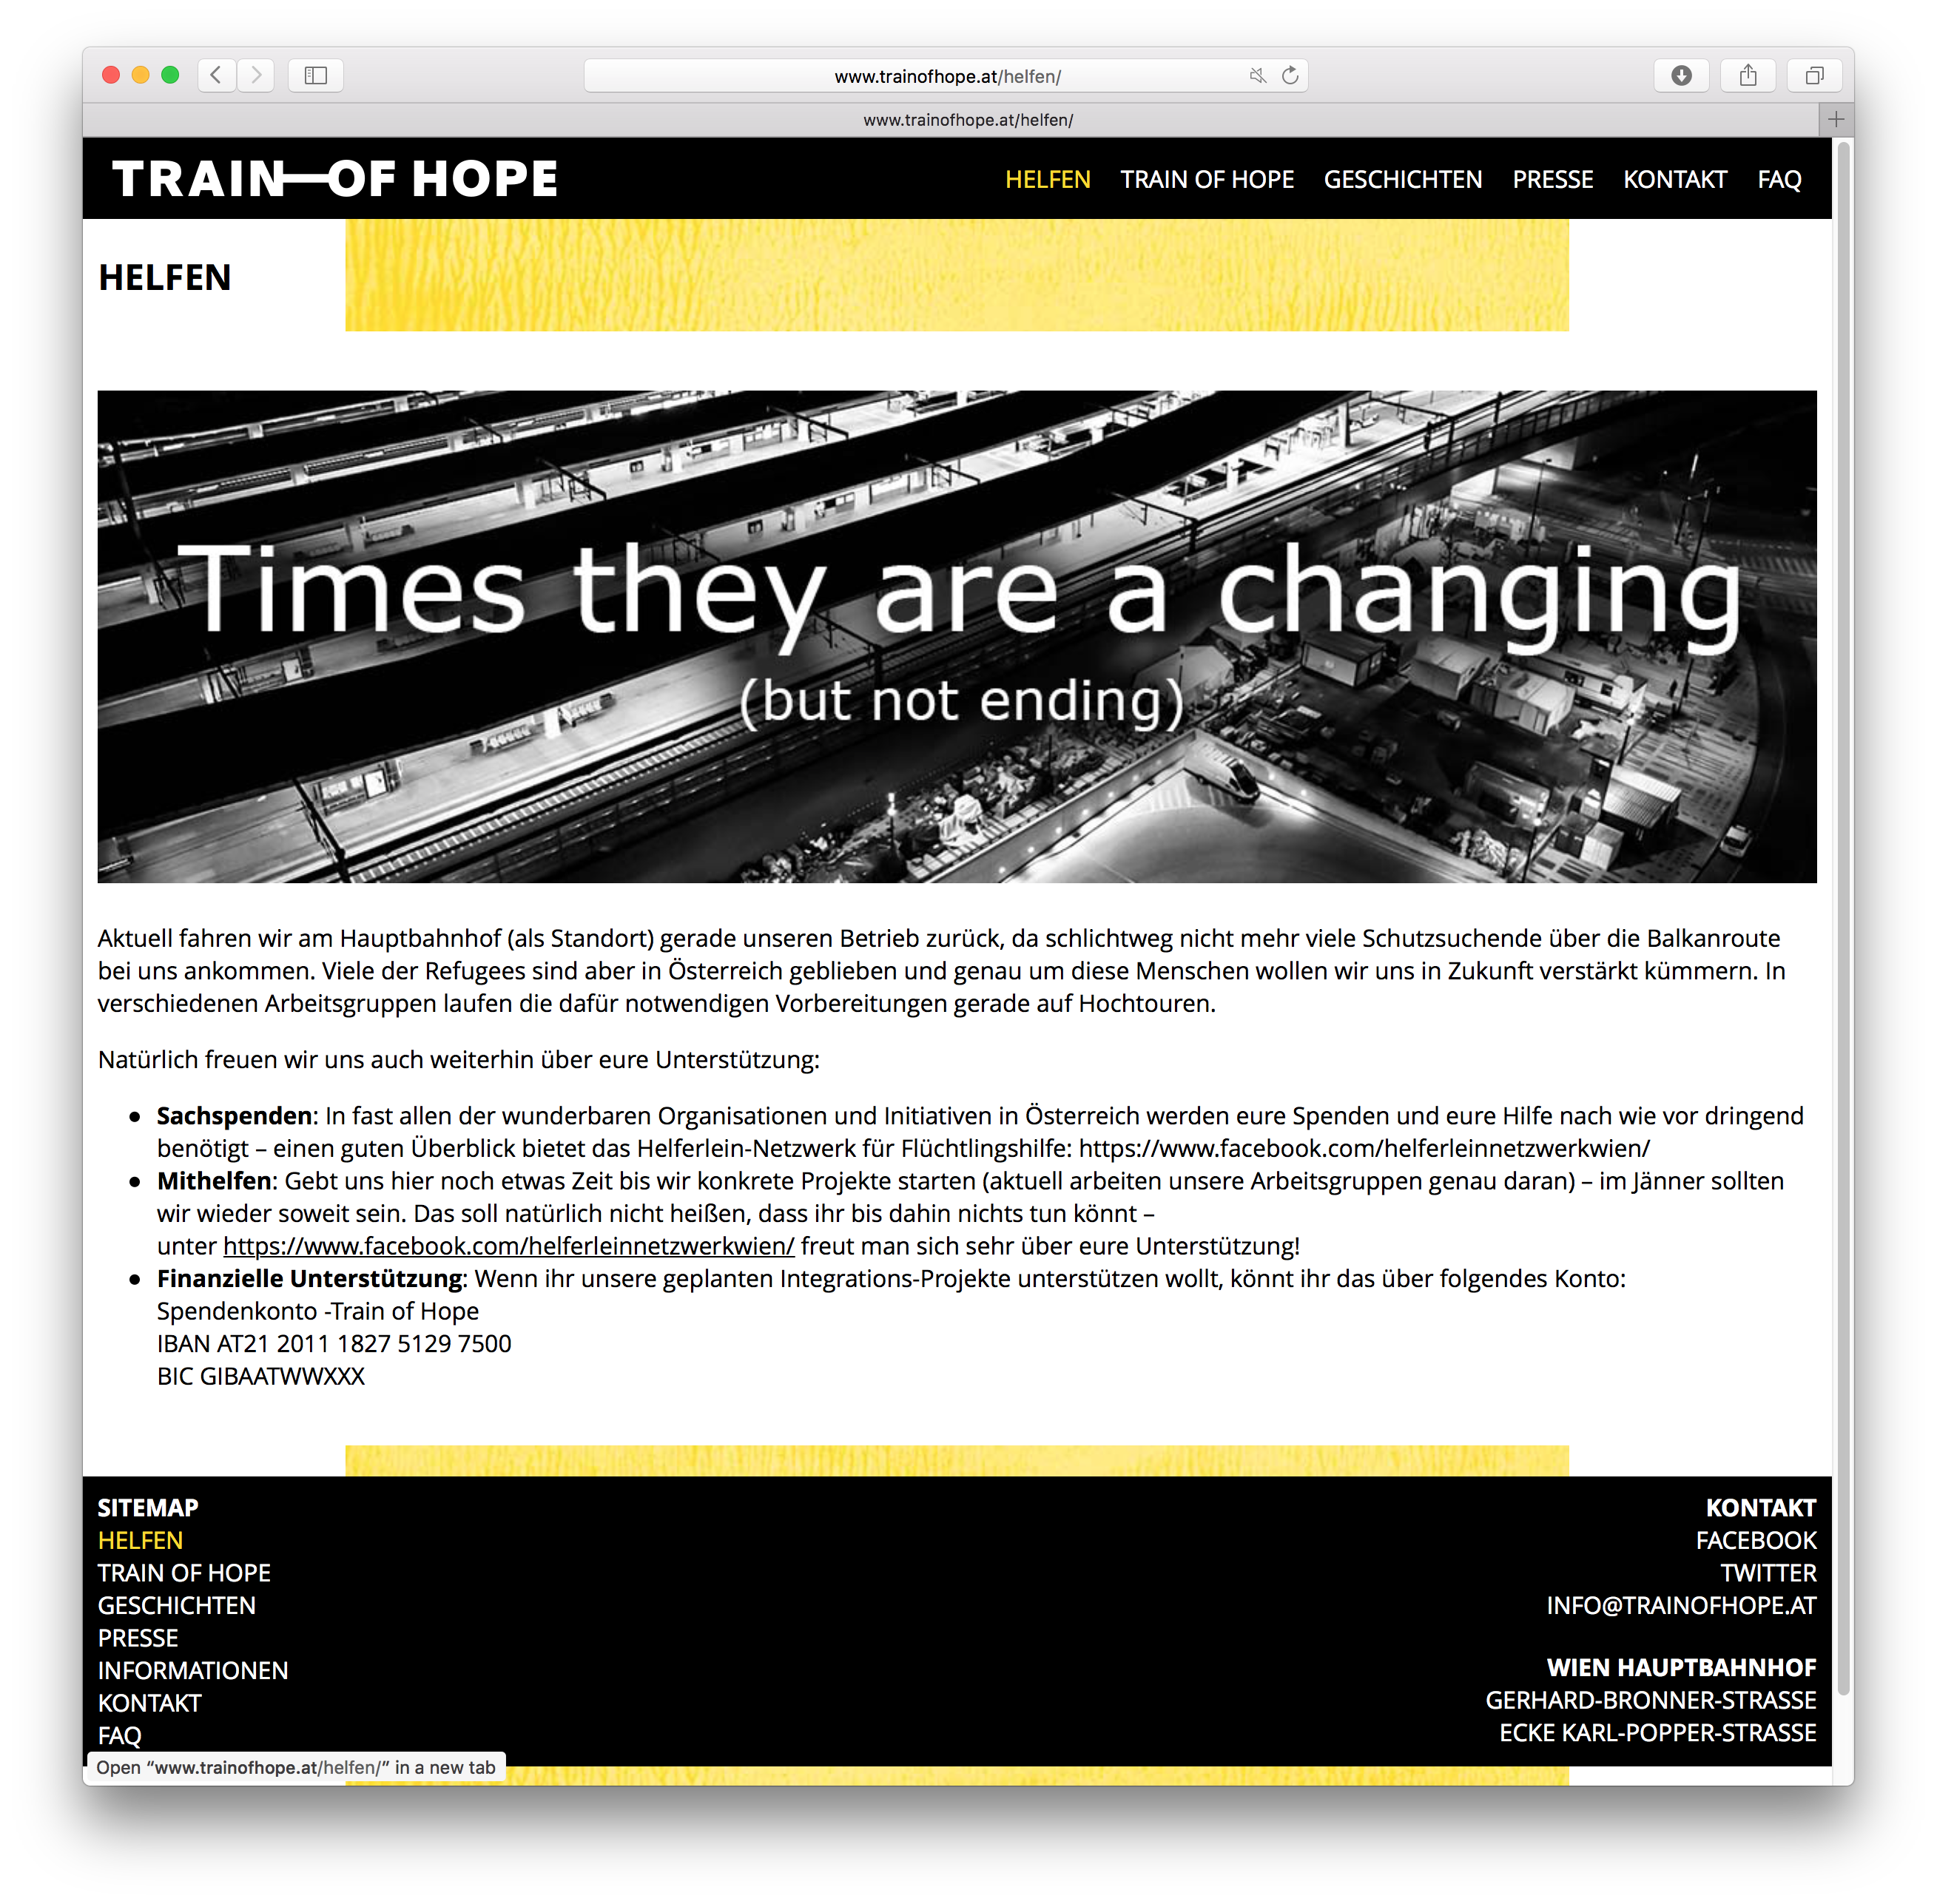 www.trainofhope.at/helfen/
www.trainofhope.at/helfen/
TRAIN—OF HOPE
HELFEN TRAIN OF HOPE GESCHICHTEN PRESSE KONTAKT FAQ
HELFEN
Times they are a changing
(but not ending)
Aktuell fahren wir am Hauptbahnhof (als Standort) gerade unseren Betrieb zurück, da schlichtweg nicht mehr viele Schutzsuchende über die Balkanroute
bei uns ankommen. Viele der Refugees sind aber in Österreich geblieben und genau um diese Menschen wollen wir uns in Zukunft verstärkt kümmern. In
verschiedenen Arbeitsgruppen laufen die dafür notwendigen Vorbereitungen gerade auf Hochtouren.
Natürlich freuen wir uns auch weiterhin über eure Unterstützung:
● Sachspenden: In fast allen der wunderbaren Organisationen und Initiativen in Österreich werden eure Spenden und eure Hilfe nach wie vor dringend
benötigt – einen guten Überblick bietet das Helferlein-Netzwerk für Flüchtlingshilfe: https://www.facebook.com/helferleinnetzwerkwien/
● Mithelfen: Gebt uns hier noch etwas Zeit bis wir konkrete Projekte starten (aktuell arbeiten unsere Arbeitsgruppen genau daran) – im Jänner sollten
wir wieder soweit sein. Das soll natürlich nicht heißen, dass ihr bis dahin nichts tun könnt –
unter https://www.facebook.com/helferleinnetzwerkwien/ freut man sich sehr über eure Unterstützung!
● Finanzielle Unterstützung: Wenn ihr unsere geplanten Integrations-Projekte unterstützen wollt, könnt ihr das über folgendes Konto:
Spendenkonto -Train of Hope
IBAN AT21 2011 1827 5129 7500
BIC GIBAATWWXXX
SITEMAP
HELFEN
TRAIN OF HOPE
GESCHICHTEN
PRESSE
INFORMATIONEN
KONTAKT
FAQ
KONTAKT
FACEBOOK
TWITTER
INFO@TRAINOFHOPE.AT
WIEN HAUPTBAHNHOF
GERHARD-BRONNER-STRASSE
ECKE KARL-POPPER-STRASSE
Open “www.trainofhope.at/helfen/” in a new tab